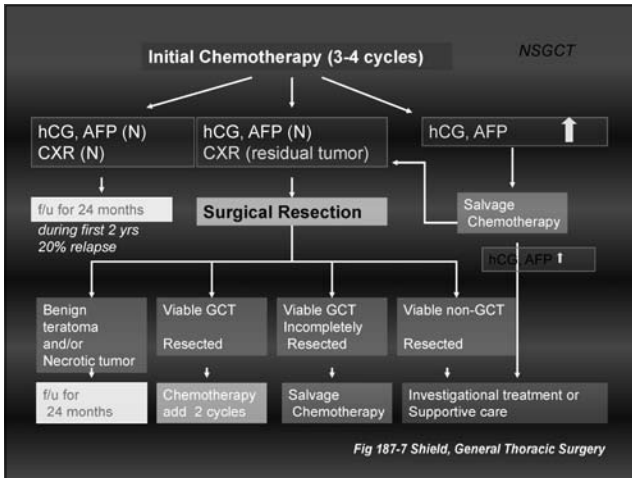 Initial Chemotherapy (3-4 cycles)
NSGCT
hCG, AFP (N)
CXR (N)
hCG, AFP (N)
CXR (residual tumor)
hCG, AFP
f/u for 24 months
during first 2 yrs
20% relapse
Surgical Resection
Salvage
Chemotherapy
hCG, AFP
Benign
teratoma
and/or
Necrotic tumor
Viable GCT
Resected
Viable GCT
Incompletely
Resected
Viable non-GCT
Resected
f/u for
24 months
Chemotherapy
add 2 cycles
Salvage
Chemotherapy
Investigational treatment or
Supportive care
Fig 187-7 Shield, General Thoracic Surgery